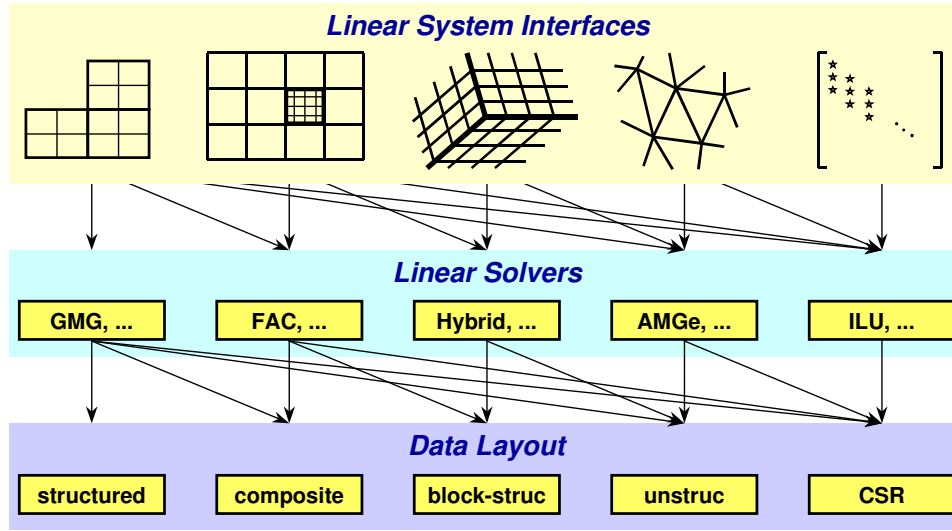 Linear System Interfaces
Linear Solvers
GMG, ... FAC, ... Hybrid, ... AMGe, ... ILU, ...
Data Layout
structured composite block-struc unstruc CSR